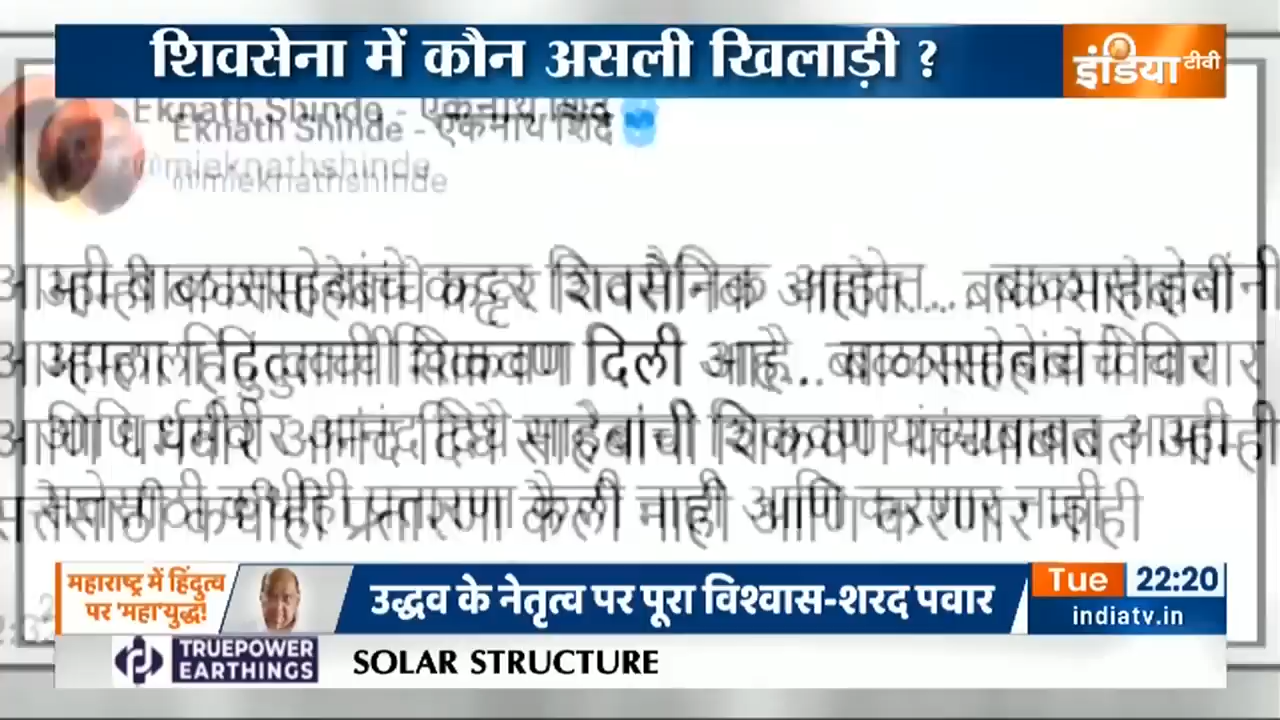 शिवसेना में कौन असली खिलाड़ी ?
इंडिया टीवी
Eknath Shinde - एकनाथ शिंदे
@mieknathshinde
आम्ही बाळासाहेबांचे कट्टर शिवसैनिक आहोत... बाळासाहेबांनी
आम्हाला हिंदुत्वाची शिकवण दिली आहे.. बाळासाहेबांचे विचार
आणि धर्मवीर आनंद दिघे साहेबांची शिकवण यांच्याबाबत आम्ही
सत्तेसाठी कधीही प्रतारणा केली नाही आणि करणार नाही
महाराष्ट्र में हिंदुत्व
पर 'महा'युद्ध!
उद्धव के नेतृत्व पर पूरा विश्वास-शरद पवार
Tue 22:20
indiatv.in
TRUEPOWER
EARTHINGS
SOLAR STRUCTURE